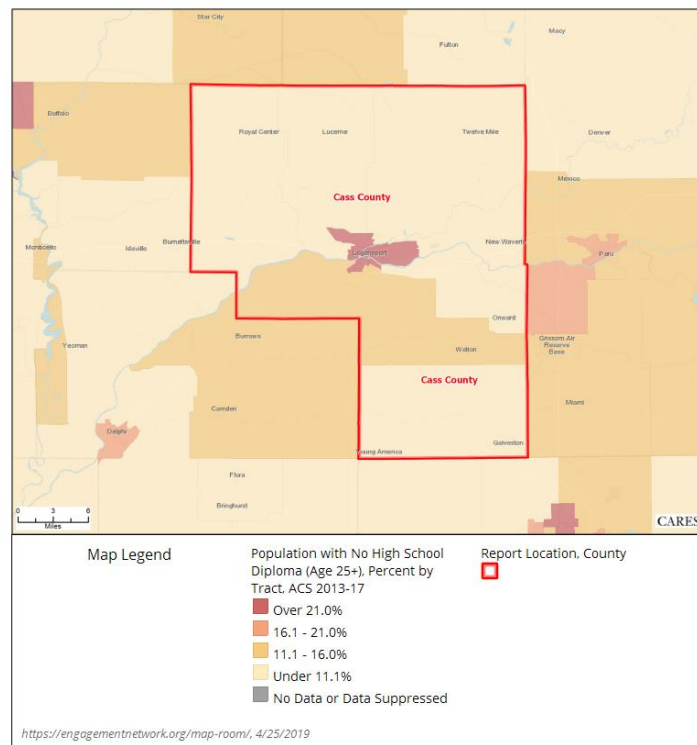 Star City
Macy
Fulton
Buffalo
Royal Center
Lucerne
Twelve Mile
Denver
Mexico
Cass County
Monticello
Idaville
Burnettsville
Logansport
New Waverly
Peru
Onward
Yeoman
Burrows
Walton
Grissom Air
Reserve
Base
Cass County
Camden
Miami
Delphi
Young America
Galveston
Flora
Bringhurst
0 3 6
Miles
CARES
Map Legend
Population with No High School
Diploma (Age 25+), Percent by
Tract, ACS 2013-17
Over 21.0%
16.1 - 21.0%
11.1 - 16.0%
Under 11.1%
No Data or Data Suppressed
Report Location, County
https://engagementnetwork.org/map-room/, 4/25/2019